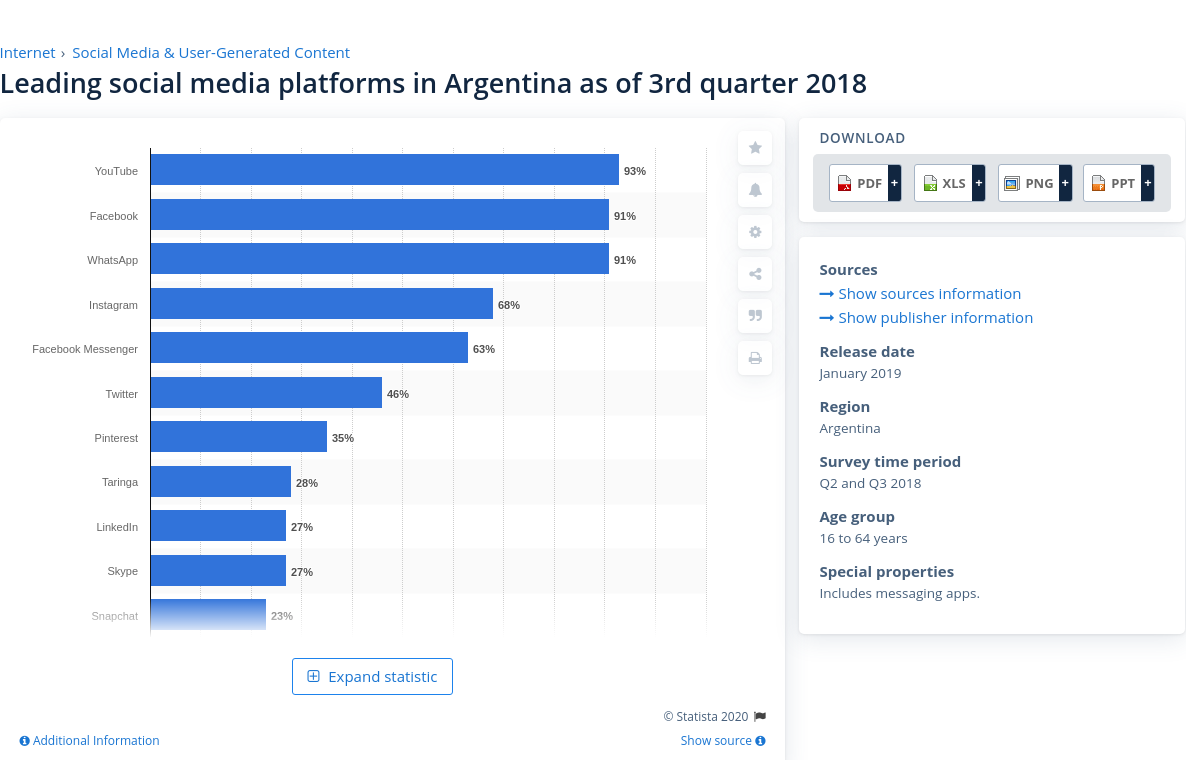 Internet › Social Media & User-Generated Content
Leading social media platforms in Argentina as of 3rd quarter 2018
YouTube 93%
Facebook 91%
WhatsApp 91%
Instagram 68%
Facebook Messenger 63%
Twitter 46%
Pinterest 35%
Taringa 28%
LinkedIn 27%
Skype 27%
Snapchat 23%
Expand statistic
© Statista 2020
Additional Information
Show source
DOWNLOAD
PDF + XLS + PNG + PPT +
Sources
Show sources information
Show publisher information
Release date
January 2019
Region
Argentina
Survey time period
Q2 and Q3 2018
Age group
16 to 64 years
Special properties
Includes messaging apps.